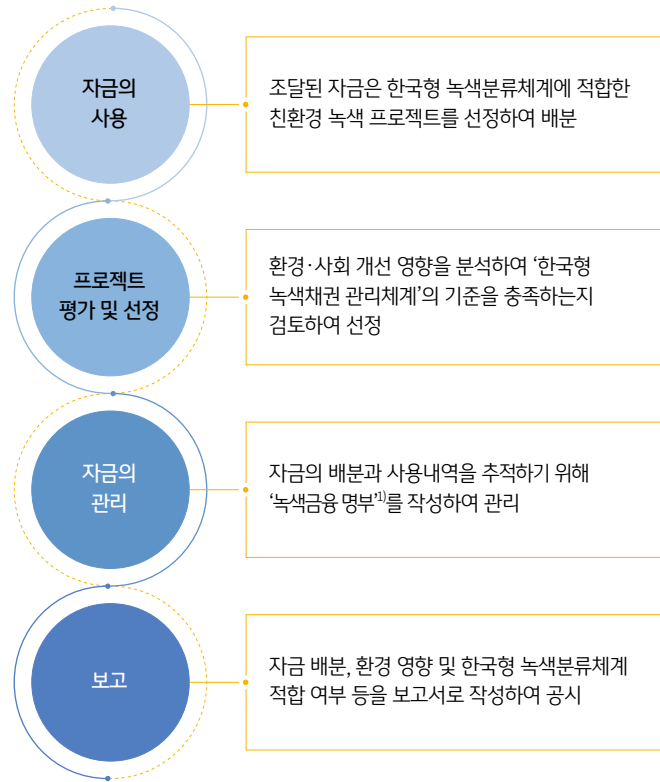 자금의
사용
조달된 자금은 한국형 녹색분류체계에 적합한
친환경 녹색 프로젝트를 선정하여 배분
프로젝트
평가 및 선정
환경·사회 개선 영향을 분석하여 ‘한국형
녹색채권 관리체계’의 기준을 충족하는지
검토하여 선정
자금의
관리
자금의 배분과 사용내역을 추적하기 위해
‘녹색금융 명부’1)를 작성하여 관리
보고
자금 배분, 환경 영향 및 한국형 녹색분류체계
적합 여부 등을 보고서로 작성하여 공시